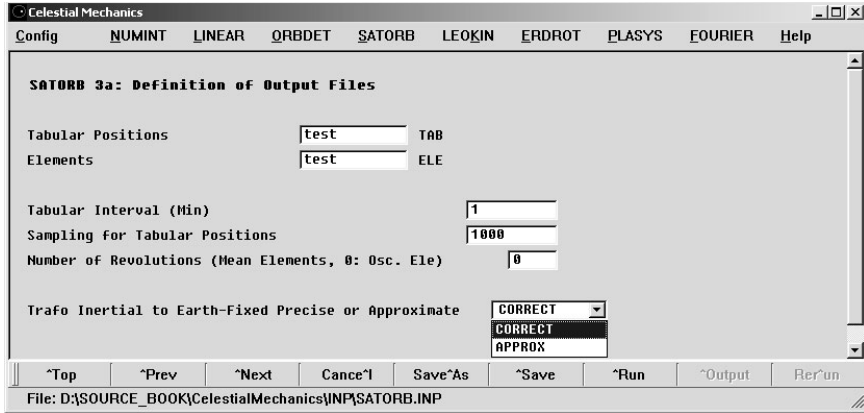 Celestial Mechanics
Config NUMINT LINEAR ORBDET SATORB LEOKIN ERDROT PLASYS FOURIER Help
SATORB 3a: Definition of Output Files
Tabular Positions test TAB
Elements test ELE
Tabular Interval (Min) 1
Sampling for Tabular Positions 1000
Number of Revolutions (Mean Elements, 0: Osc. Ele) 0
Trafo Inertial to Earth-Fixed Precise or Approximate CORRECT
CORRECT
APPROX
^Top ^Prev ^Next Cance^l Save^As ^Save ^Run ^Output Rer^un
File: D:\SOURCE_BOOK\CelestialMechanics\INP\SATORB.INP